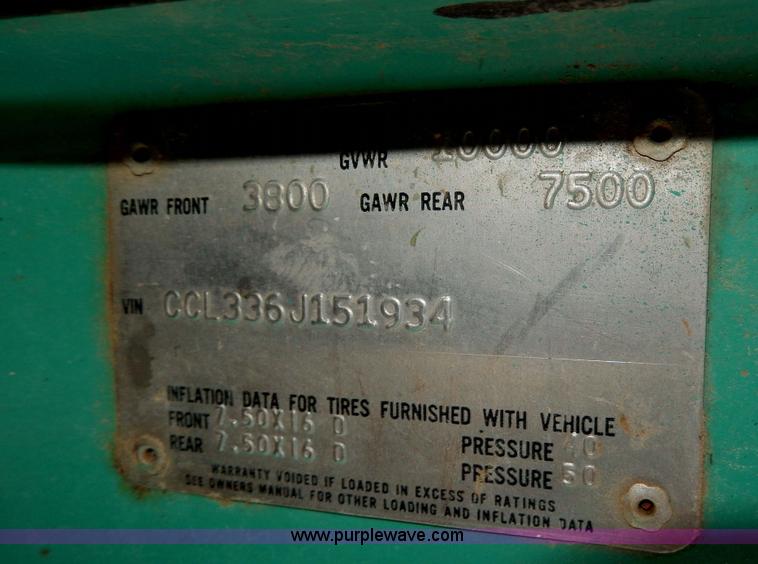 GVWR 10000
GAWR FRONT 3800 GAWR REAR 7500
VIN CCL336J151934
INFLATION DATA FOR TIRES FURNISHED WITH VEHICLE
FRONT 7.50X16 D PRESSURE 40
REAR 7.50X16 D PRESSURE 50
WARRANTY VOIDED IF LOADED IN EXCESS OF RATINGS
SEE OWNERS MANUAL FOR OTHER LOADING AND INFLATION DATA
www.purplewave.com